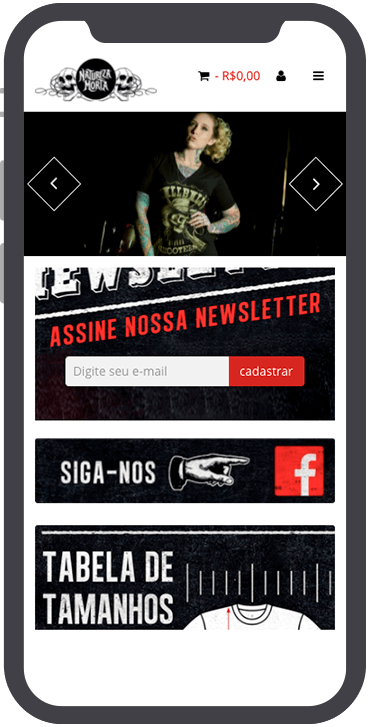 NATUREZA
MORTA
- R$0,00
NEWSLETTER
ASSINE NOSSA NEWSLETTER
Digite seu e-mail
cadastrar
SIGA-NOS
f
TABELA DE
TAMANHOS